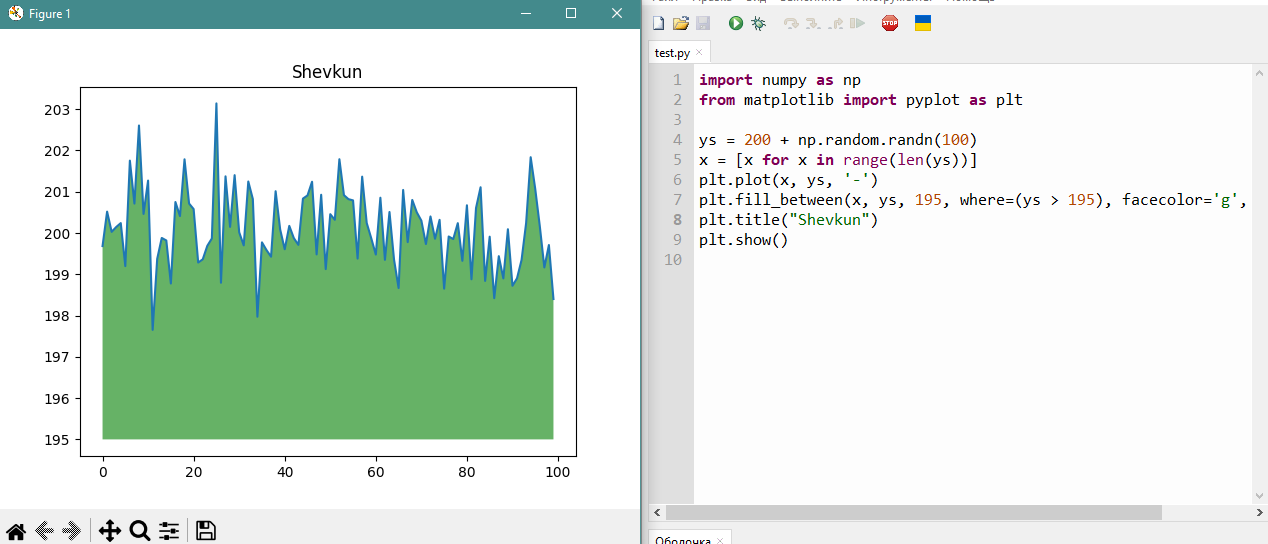 Figure 1
Shevkun
203
202
201
200
199
198
197
196
195
0 20 40 60 80 100
STOP
test.py
1 import numpy as np
2 from matplotlib import pyplot as plt
3
4 ys = 200 + np.random.randn(100)
5 x = [x for x in range(len(ys))]
6 plt.plot(x, ys, '-')
7 plt.fill_between(x, ys, 195, where=(ys > 195), facecolor='g',
8 plt.title("Shevkun")
9 plt.show()
10
Оболочка